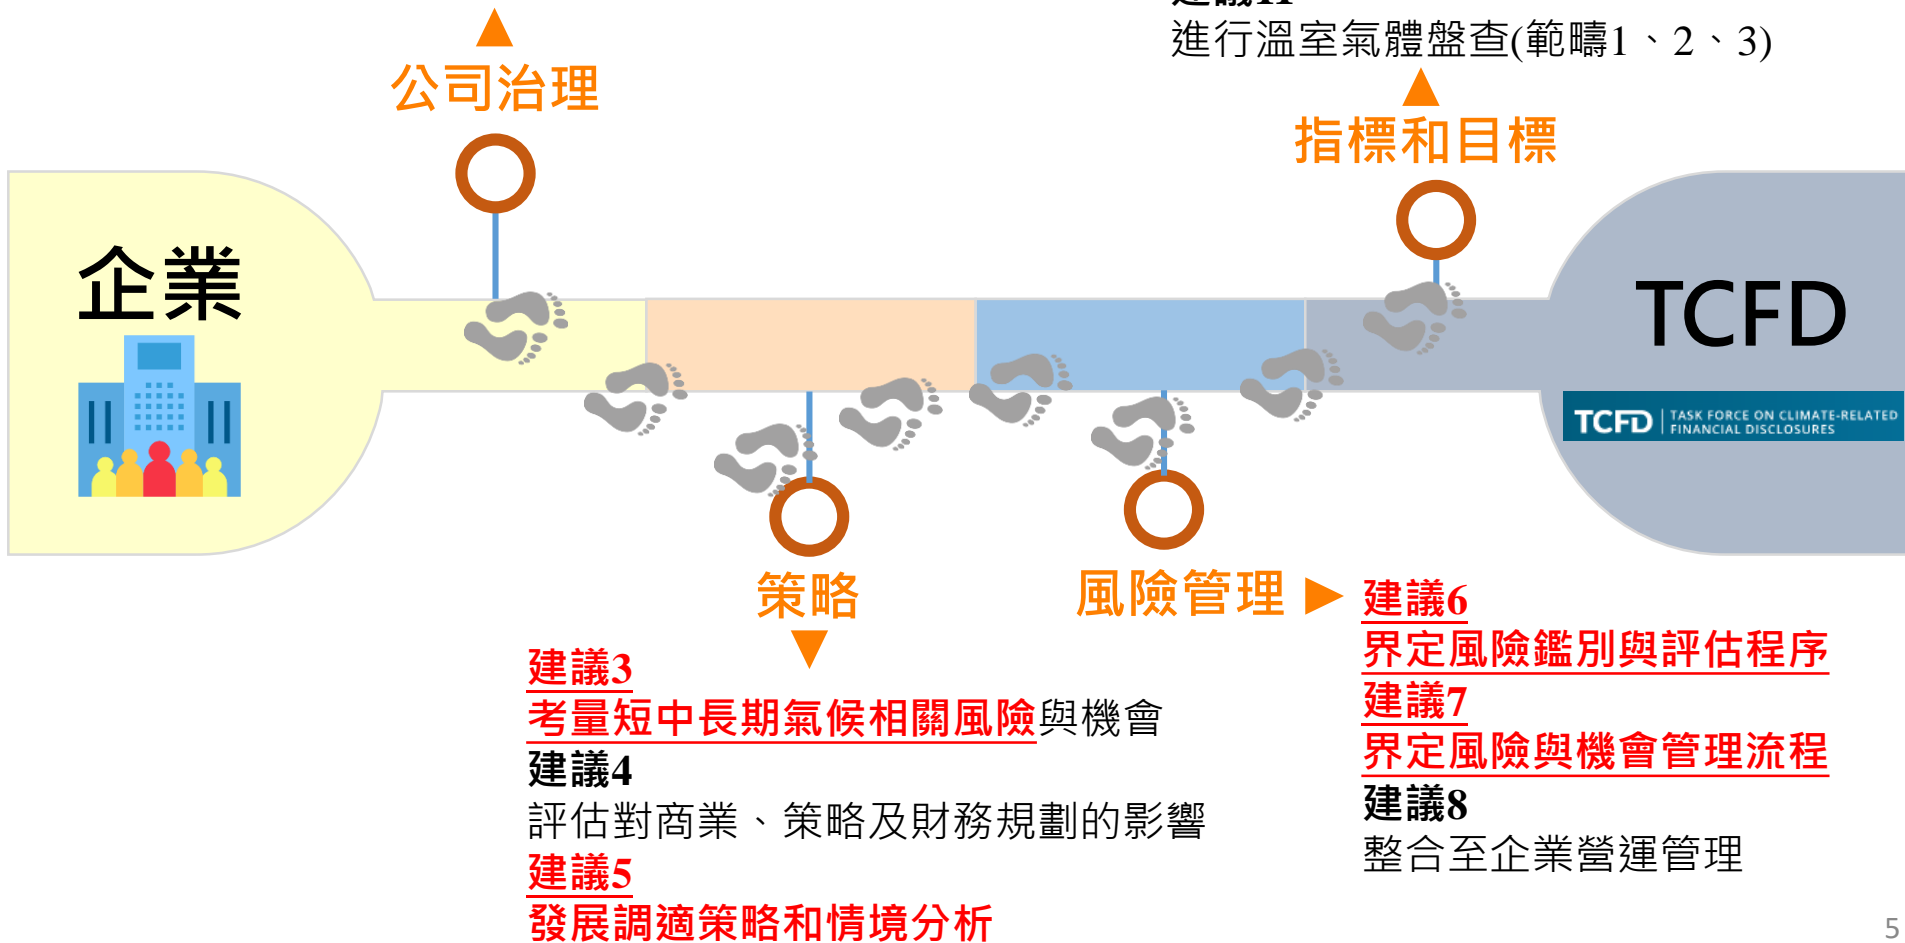 進行溫室氣體盤查(範疇1、2、3)
公司治理
指標和目標
企業
TCFD
TCFD | TASK FORCE ON CLIMATE-RELATED
FINANCIAL DISCLOSURES
策略
建議3
考量短中長期氣候相關風險與機會
建議4
評估對商業、策略及財務規劃的影響
建議5
發展調適策略和情境分析
風險管理
建議6
界定風險鑑別與評估程序
建議7
界定風險與機會管理流程
建議8
整合至企業營運管理
5